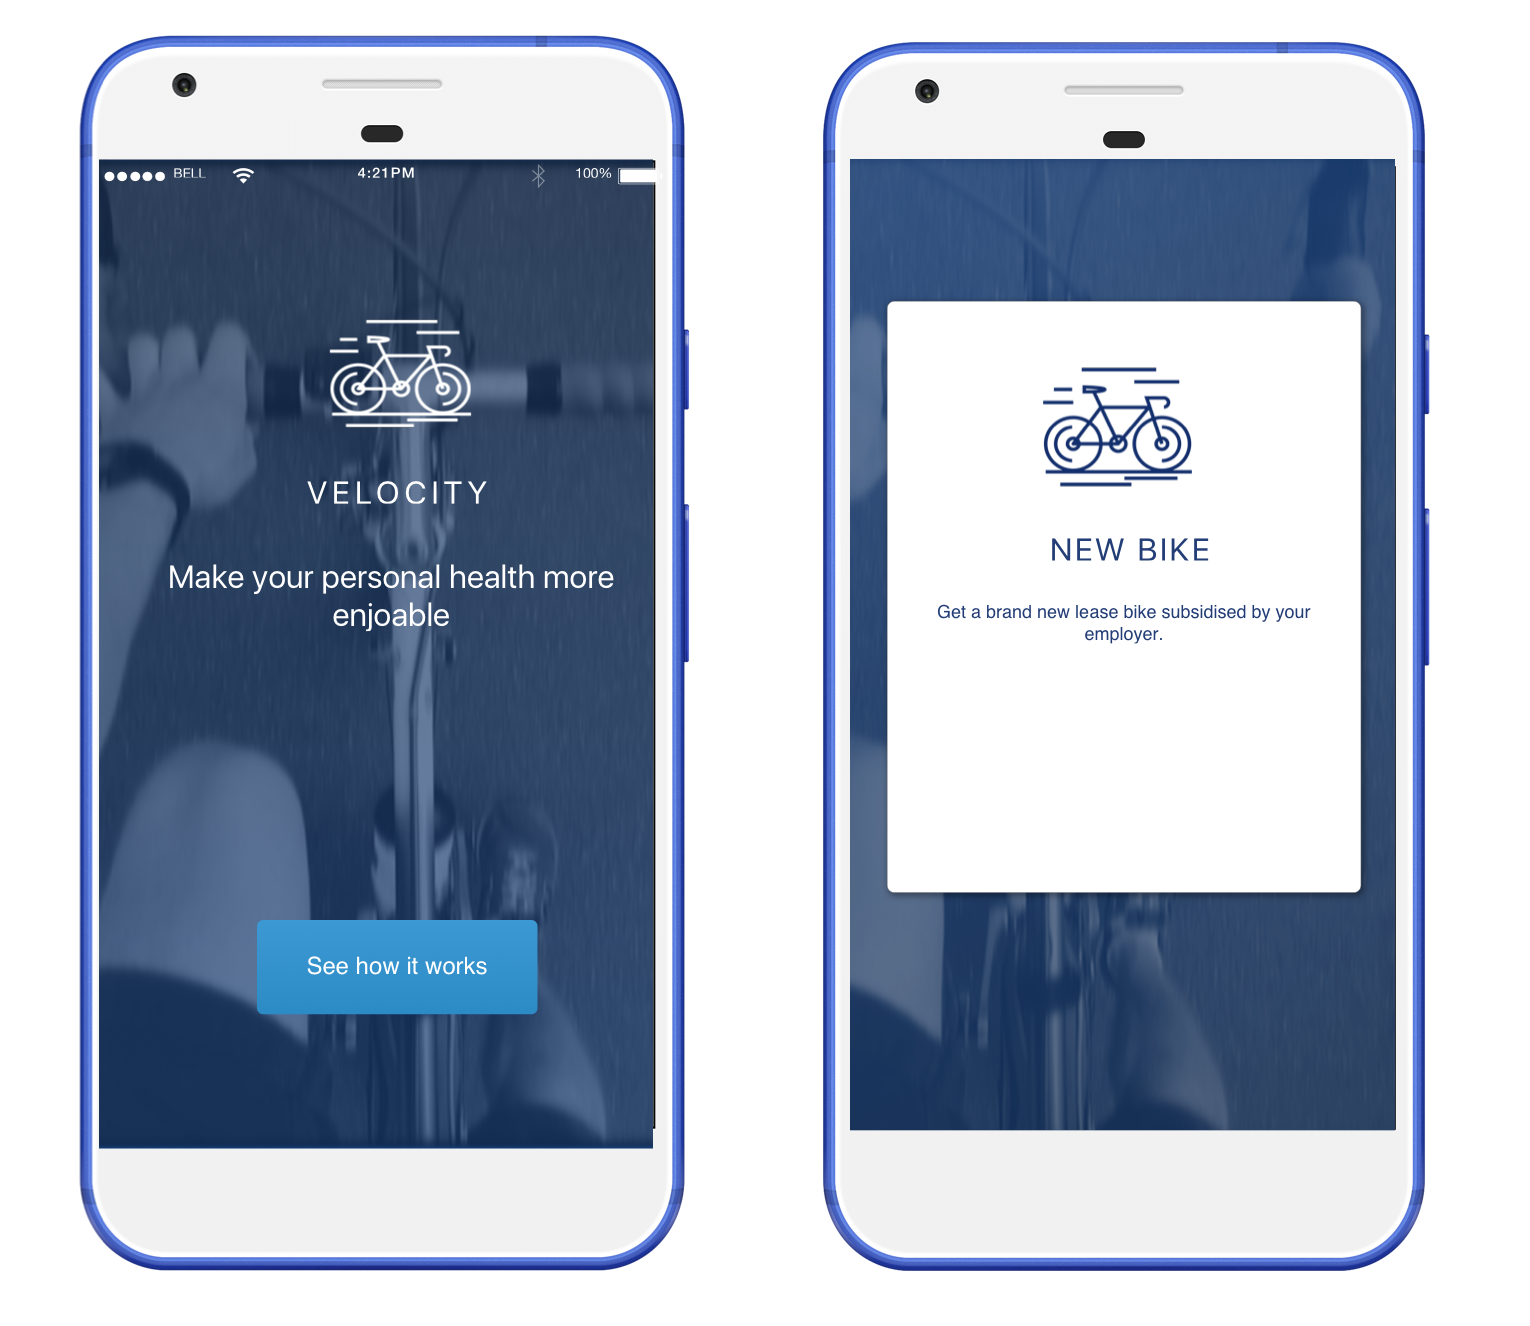 BELL 4:21PM 100%
VELOCITY
Make your personal health more
enjoable
See how it works
NEW BIKE
Get a brand new lease bike subsidised by your
employer.